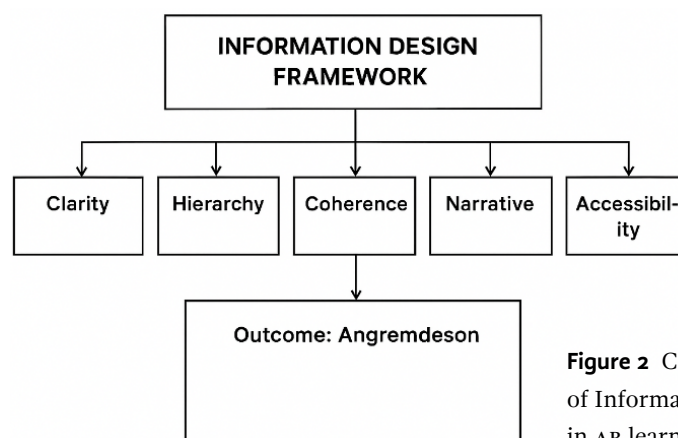 INFORMATION DESIGN
FRAMEWORK
Clarity
Hierarchy
Coherence
Narrative
Accessibil-
ity
Outcome: Angremdeson
Figure 2 C
of Informa
in AR learn